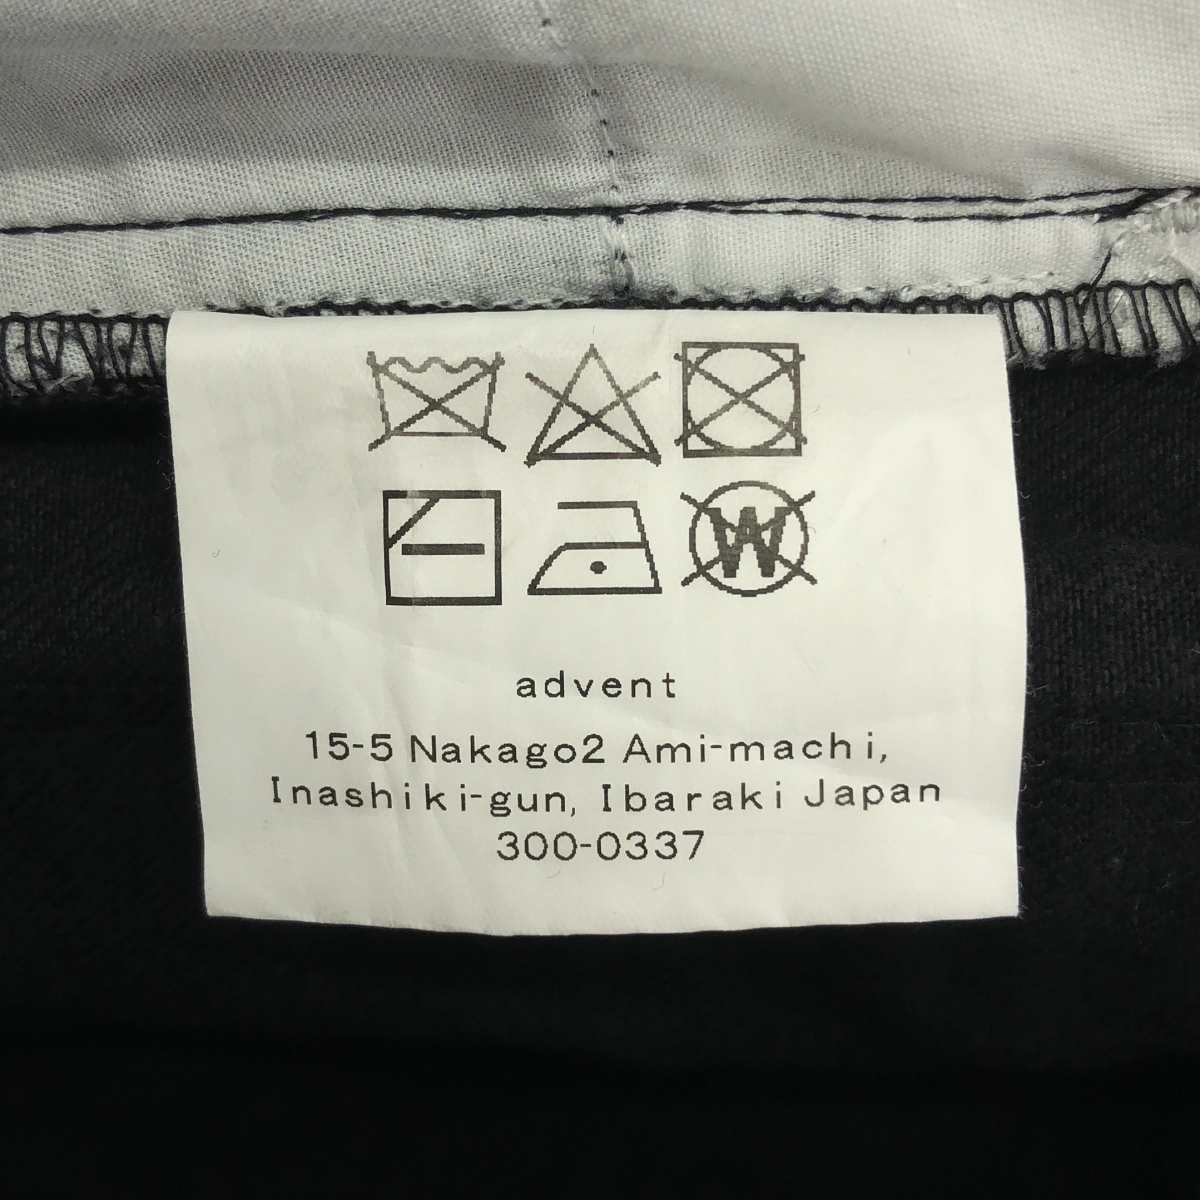 W
advent
15-5 Nakago2 Ami-machi,
Inashiki-gun, Ibaraki Japan
300-0337